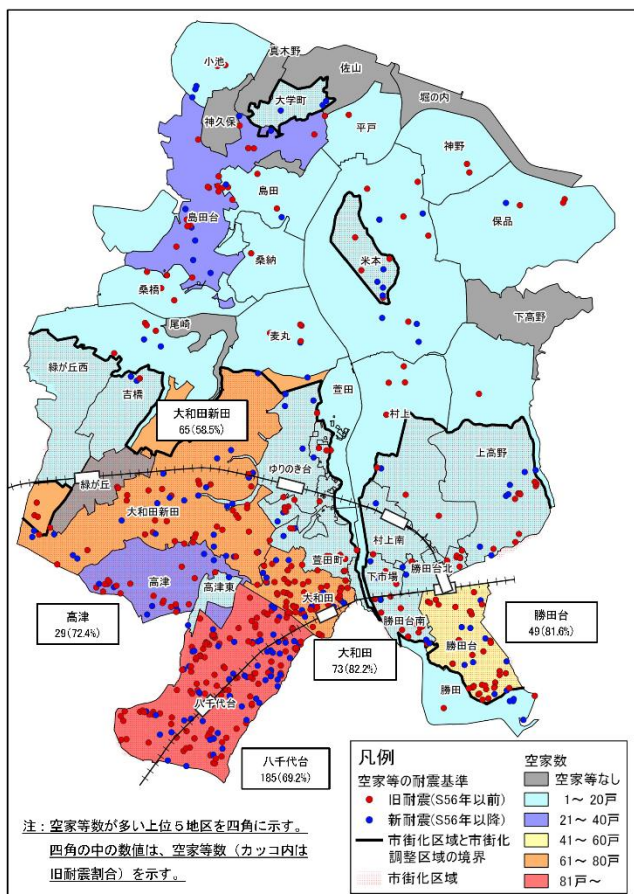 小池
真木野
佐山
大学町
神久保
堀の内
平戸
神野
島田
保品
島田台
桑納
米本
桑橋
下高野
尾崎
麦丸
緑が丘西
萱田
吉橋
大和田新田
65(58.5%)
村上
上高野
ゆりのき台
緑が丘
大和田新田
村上南
萱田町
勝田台北
高津
高津東
下市場
大和田
勝田台南
高津
29(72.4%)
勝田台
49(81.6%)
大和田
73(82.2%)
勝田台
勝田
八千代台
八千代台
185(69.2%)
凡例
空家等の耐震基準
旧耐震(S56年以前)
新耐震(S56年以降)
市街化区域と市街化
調整区域の境界
市街化区域
空家数
空家等なし
1~ 20戸
21~ 40戸
41~ 60戸
61~ 80戸
81戸~
注:空家等数が多い上位5地区を四角に示す。
四角の中の数値は、空家等数(カッコ内は
旧耐震割合)を示す。